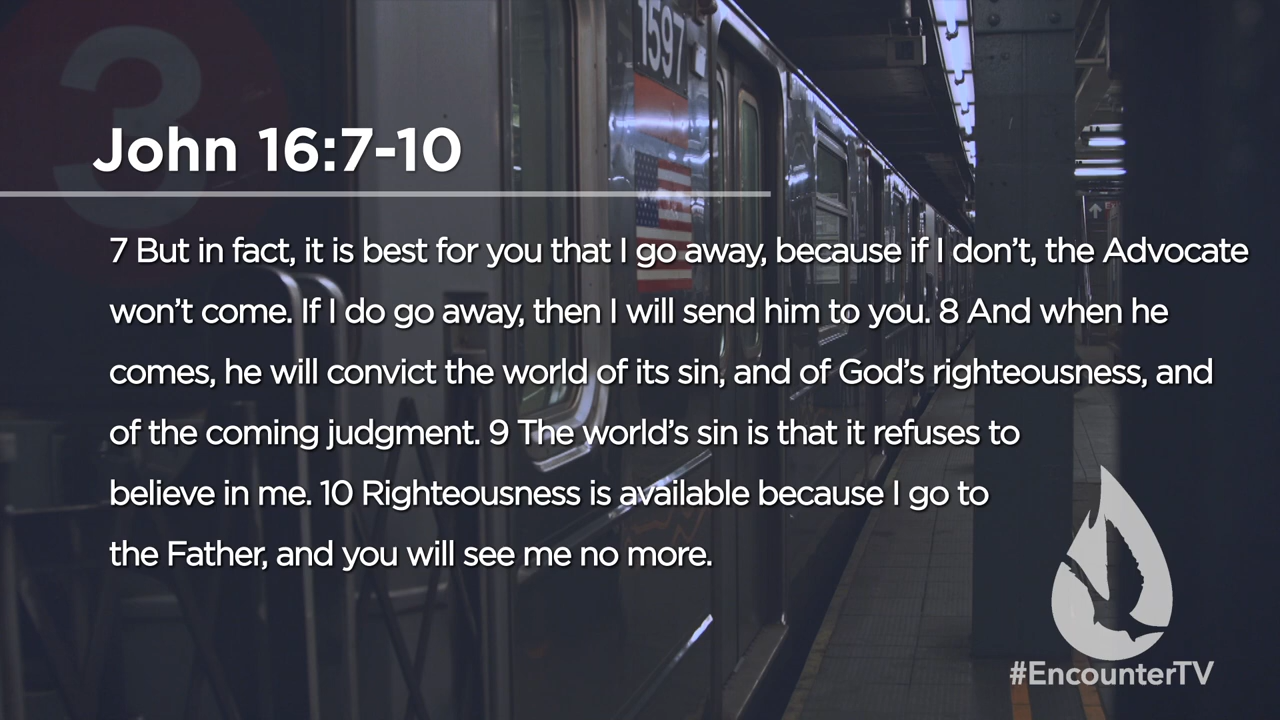 3
1597
John 16:7-10
7 But in fact, it is best for you that I go away, because if I don’t, the Advocate
won’t come. If I do go away, then I will send him to you. 8 And when he
comes, he will convict the world of its sin, and of God’s righteousness, and
of the coming judgment. 9 The world’s sin is that it refuses to
believe in me. 10 Righteousness is available because I go to
the Father, and you will see me no more.
#EncounterTV